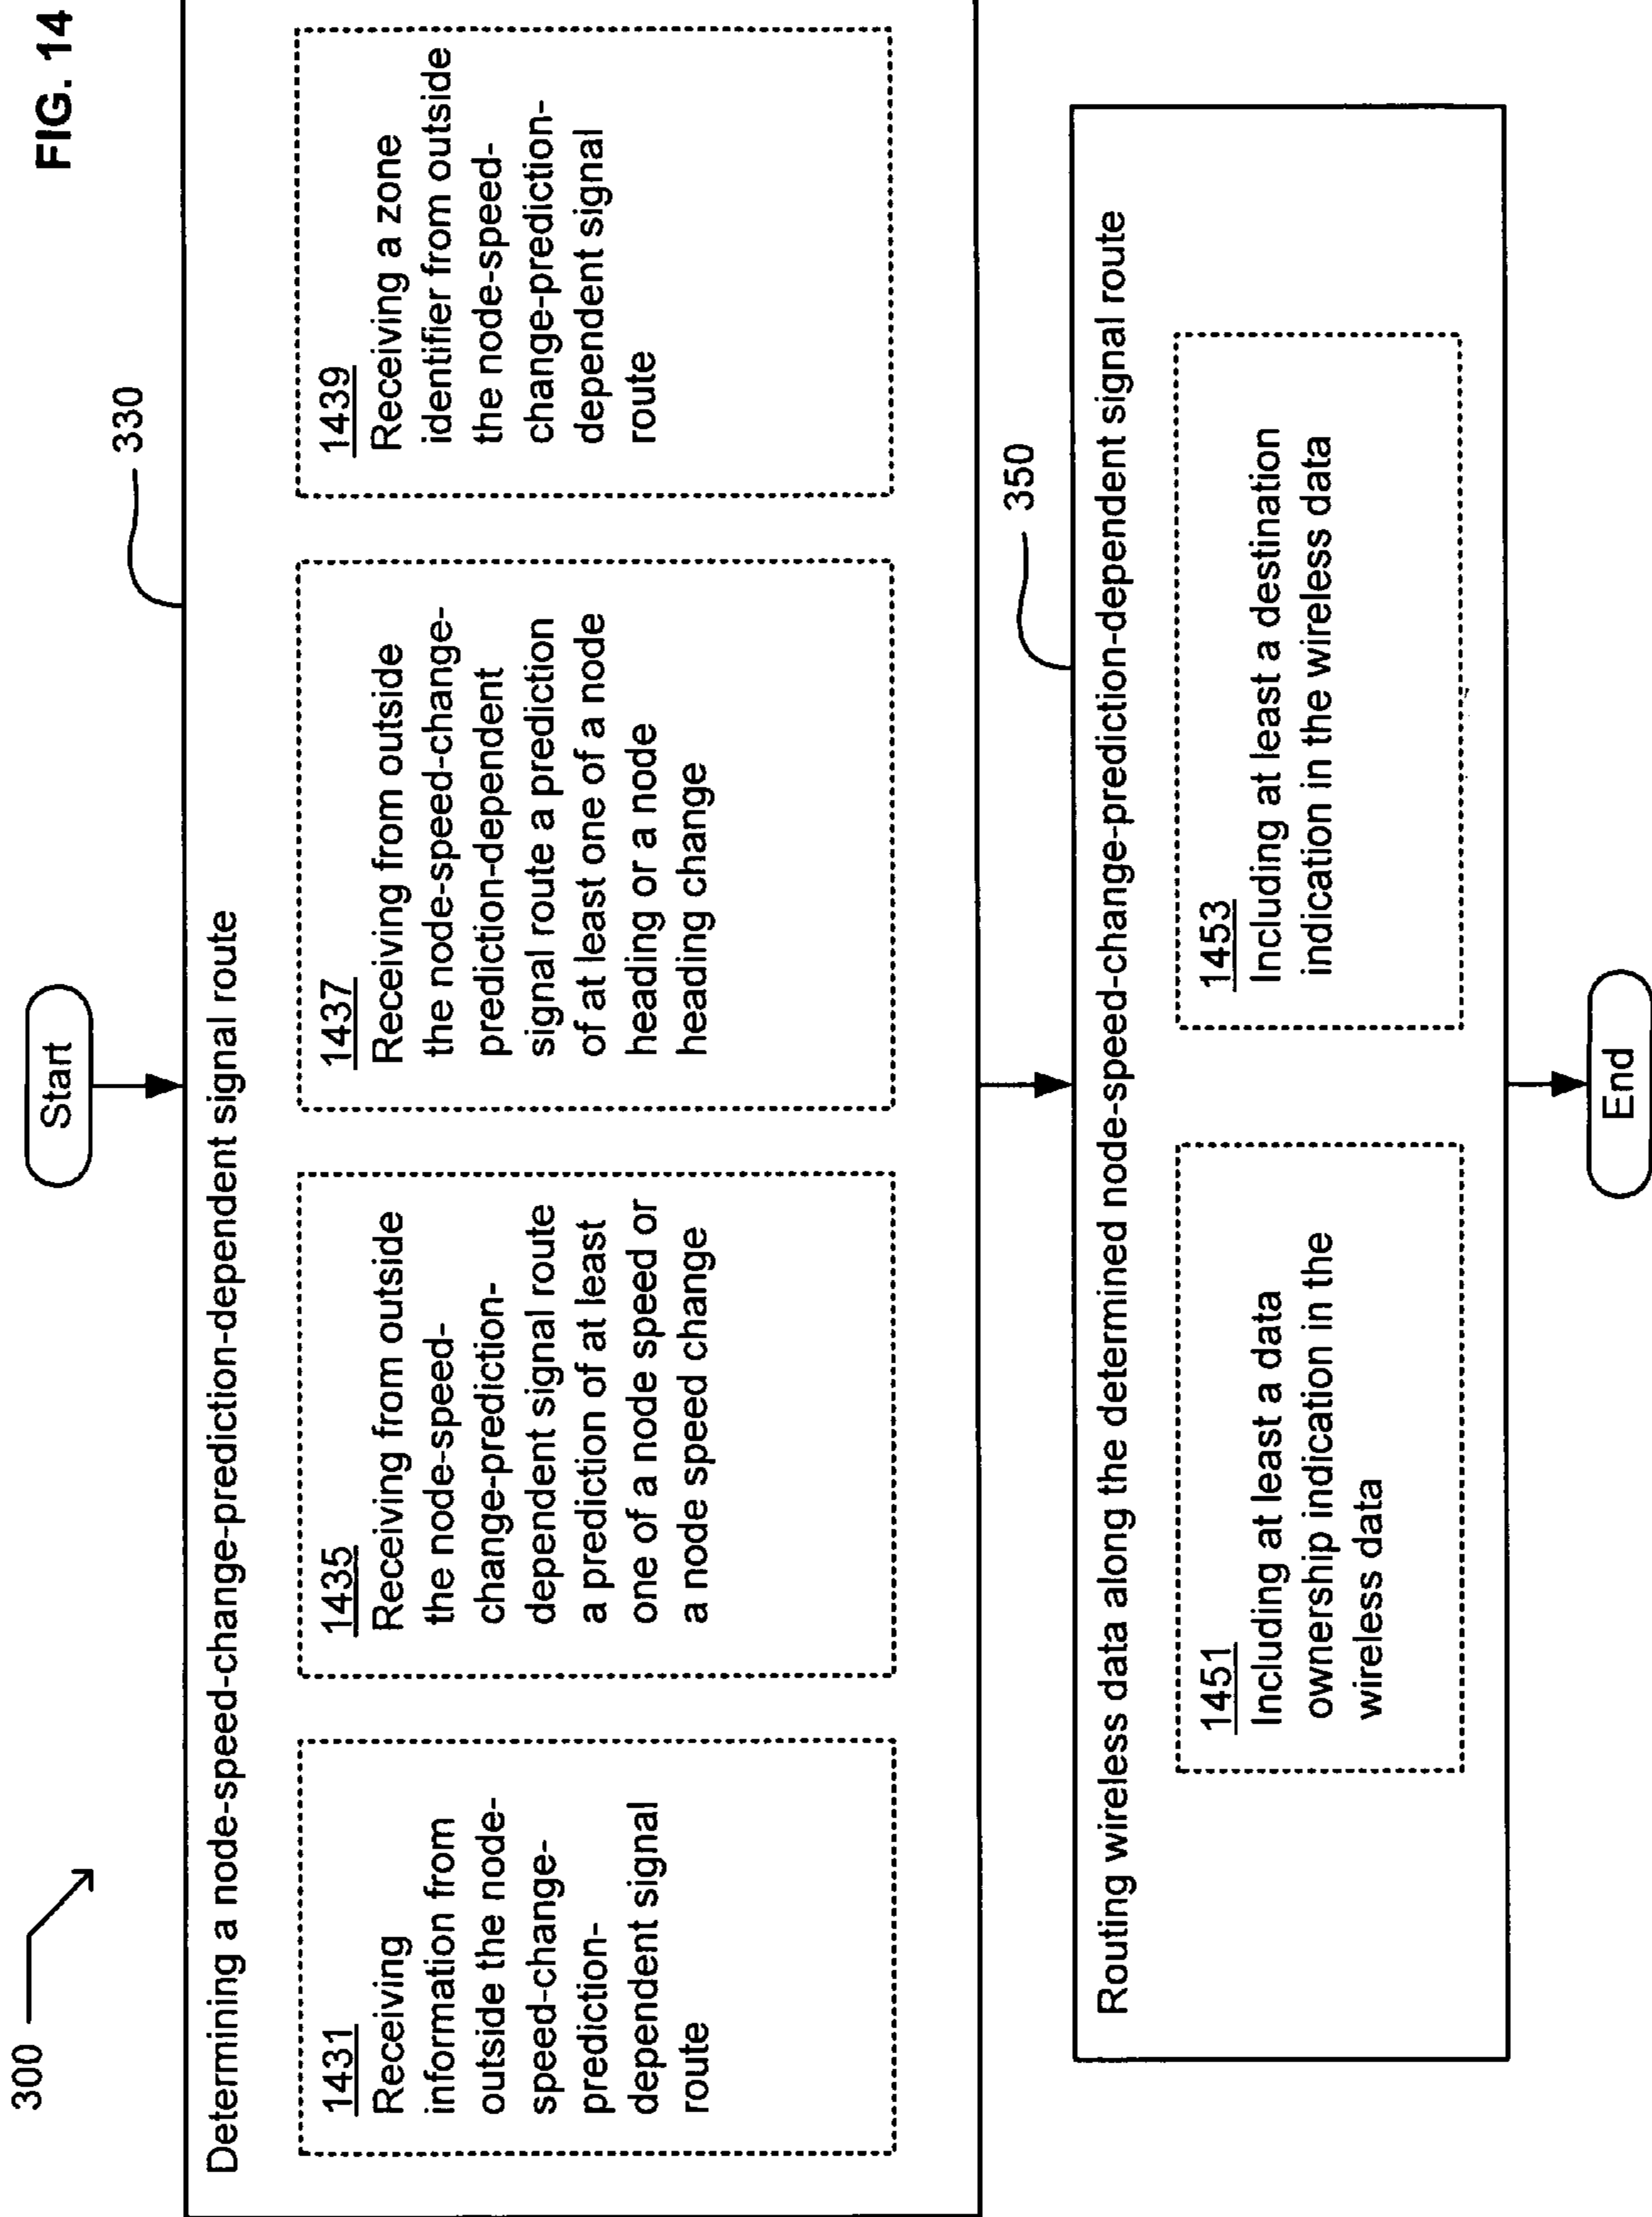 FIG. 14
300
Start
330
Determining a node-speed-change-prediction-dependent signal route
1431
Receiving
information from
outside the node-
speed-change-
prediction-
dependent signal
route
1435
Receiving from outside
the node-speed-
change-prediction-
dependent signal route
a prediction of at least
one of a node speed or
a node speed change
1437
Receiving from outside
the node-speed-change-
prediction-dependent
signal route a prediction
of at least one of a node
heading or a node
heading change
1439
Receiving a zone
identifier from outside
the node-speed-
change-prediction-
dependent signal
route
350
Routing wireless data along the determined node-speed-change-prediction-dependent signal route
1451
Including at least a data
ownership indication in the
wireless data
1453
Including at least a destination
indication in the wireless data
End